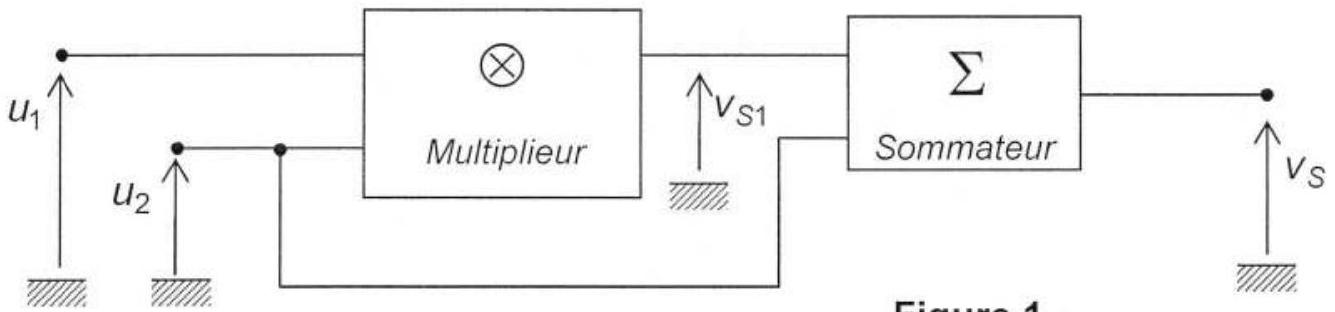 u1
u2
⊗
Multiplieur
vS1
Σ
Sommateur
vS
Figure 1